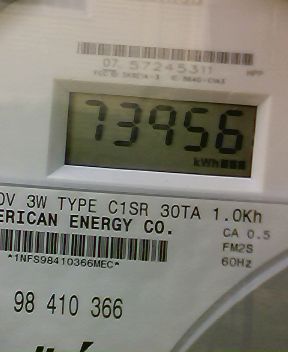 07 57245311
HPP
73956
kWh
0V 3W TYPE C1SR 30TA 1.0Kh
ERICAN ENERGY CO.
CA 0.5
FM2S
*1NFS98410366MEC*
60Hz
98 410 366